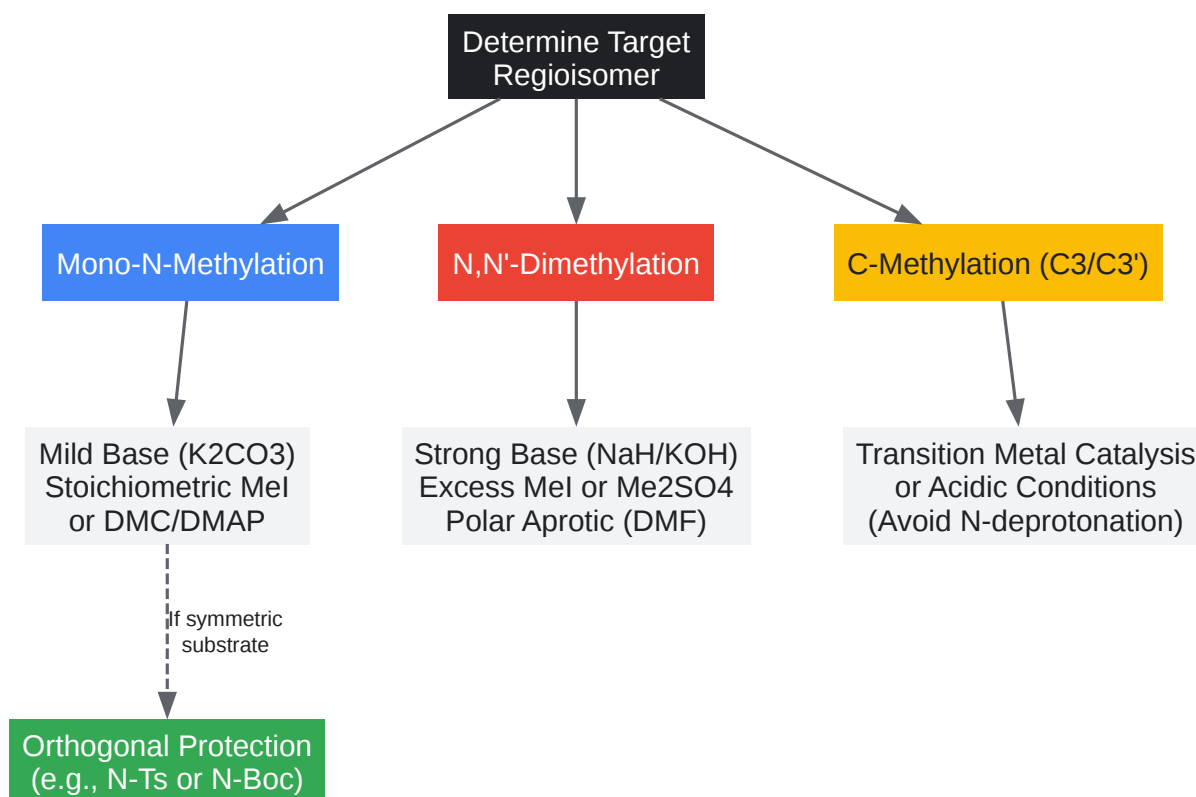 Determine Target
Regioisomer
Mono-N-Methylation
N,N'-Dimethylation
C-Methylation (C3/C3')
Mild Base (K2CO3)
Stoichiometric MeI
or DMC/DMAP
Strong Base (NaH/KOH)
Excess MeI or Me2SO4
Polar Aprotic (DMF)
Transition Metal Catalysis
or Acidic Conditions
(Avoid N-deprotonation)
If symmetric
substrate
Orthogonal Protection
(e.g., N-Ts or N-Boc)